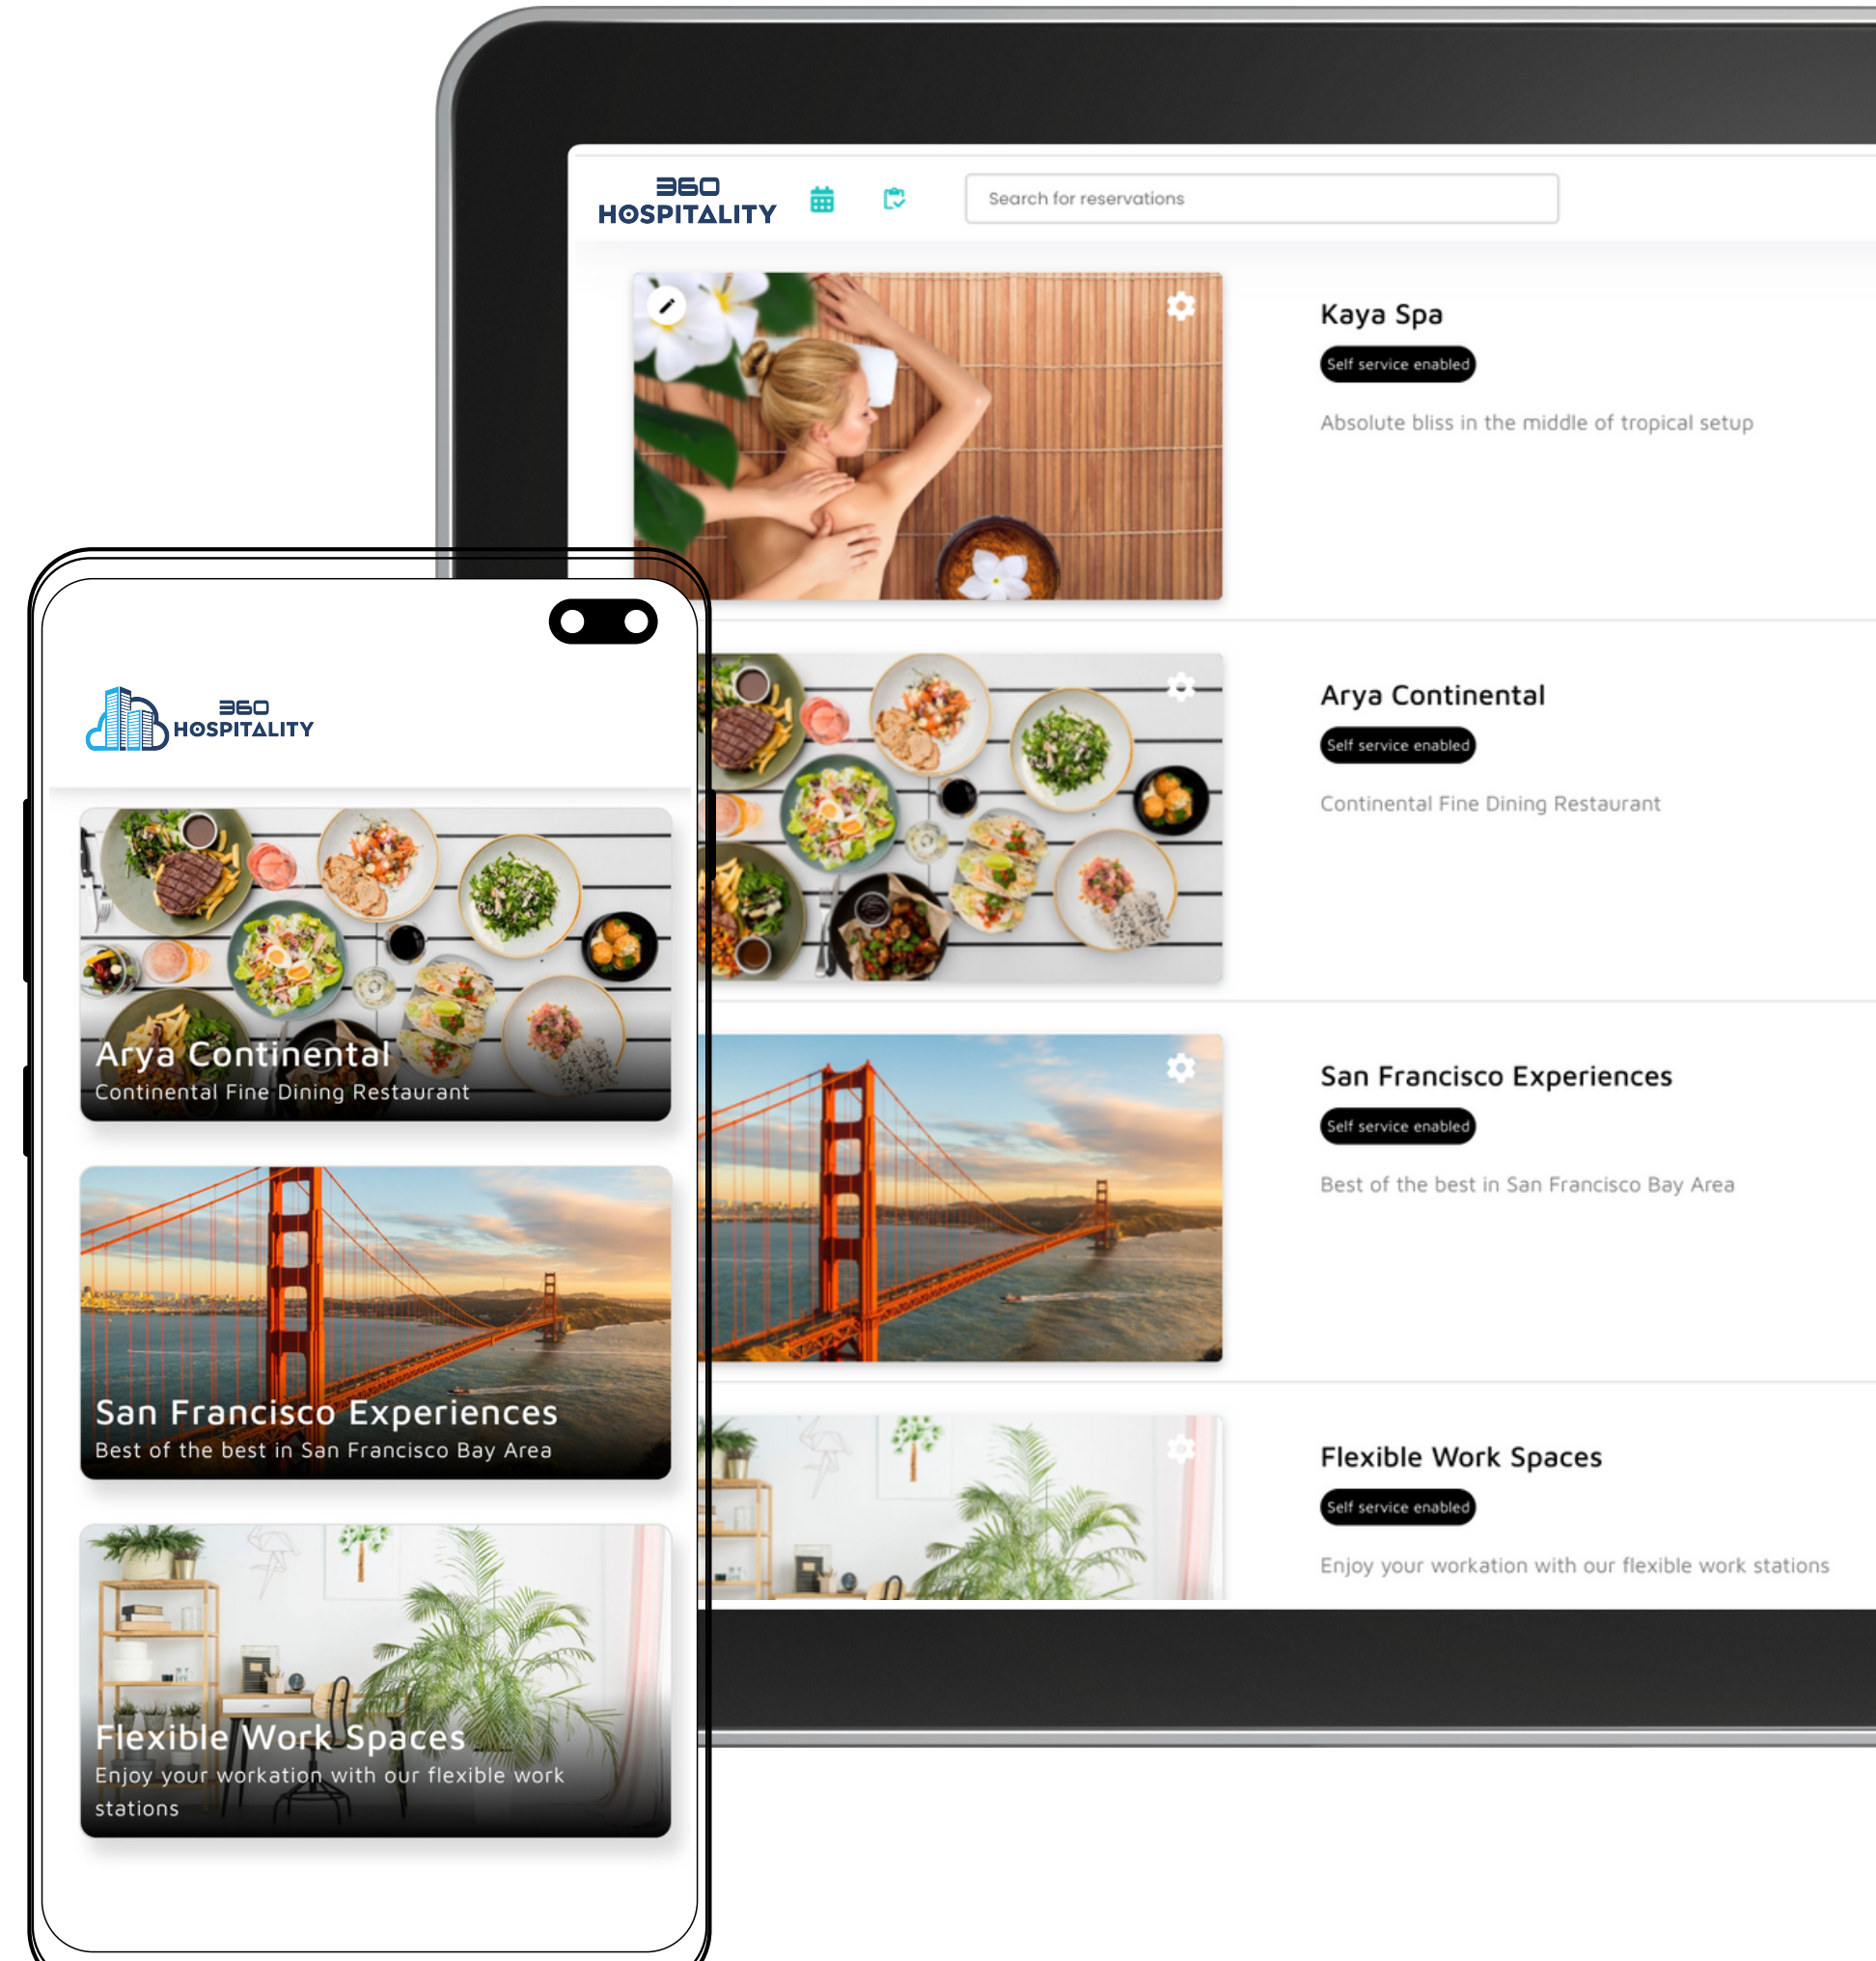 360
HOSPITALITY
Search for reservations
Kaya Spa
Self service enabled
Absolute bliss in the middle of tropical setup
Arya Continental
Self service enabled
Continental Fine Dining Restaurant
San Francisco Experiences
Self service enabled
Best of the best in San Francisco Bay Area
Flexible Work Spaces
Self service enabled
Enjoy your workation with our flexible work stations
360
HOSPITALITY
Arya Continental
Continental Fine Dining Restaurant
San Francisco Experiences
Best of the best in San Francisco Bay Area
Flexible Work Spaces
Enjoy your workation with our flexible work
stations